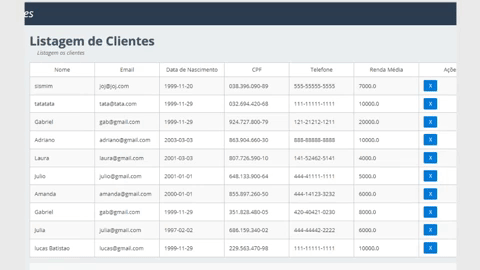 es
Listagem de Clientes
Listagem os clientes
Nome Email Data de Nascimento CPF Telefone Renda Média Açõe
sismim joj@joj.com 1999-11-20 038.396.090-89 555-55555-5555 7000.0 X
tatatata tata@tata.com 1999-11-29 032.694.420-68 111-11111-1111 10000.0 X
Gabriel gab@gmail.com 1999-11-29 924.727.800-79 121-21212-1211 20000.0 X
Adriano adriano@gmail.com 2003-03-03 863.904.660-30 888-88888-8888 10000.0 X
Laura laura@gmail.com 2001-03-03 807.726.590-10 141-52462-5141 4000.0 X
Julio julio@gmail.com 2001-01-01 648.133.900-64 444-41111-1111 5000.0 X
Amanda amanda@gmail.com 2000-01-01 855.897.260-50 444-14123-3232 6000.0 X
Gabriel gab@gmail.com 1999-11-29 351.828.480-05 420-40421-0230 8000.0 X
Julia julia@gmail.com 1997-02-02 686.159.340-02 444-44442-2222 6000.0 X
lucas Batistao lucas@gmail.com 1999-11-29 229.563.470-98 111-11111-1111 10000.0 X